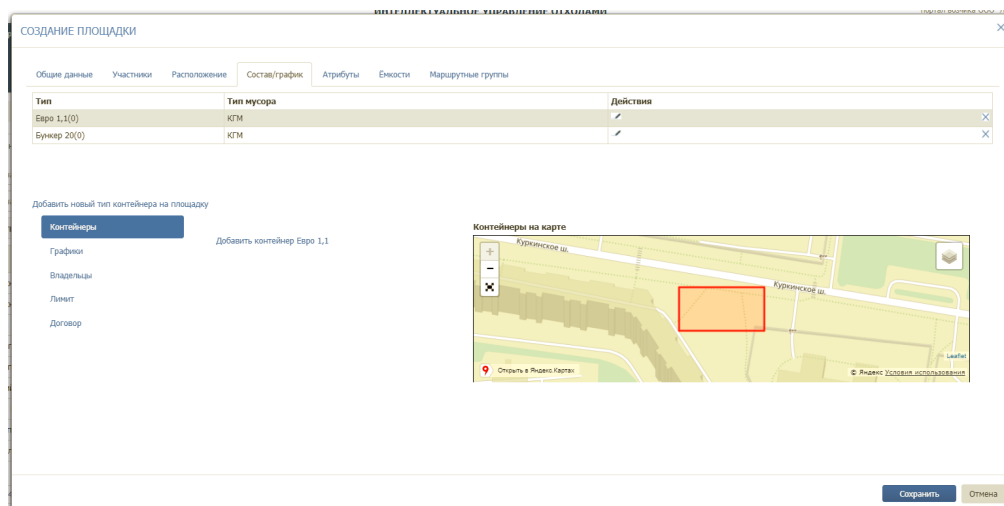 ИНТЕЛЛЕКТУАЛЬНОЕ УПРАВЛЕНИЕ ОТХОДАМИ
СОЗДАНИЕ ПЛОЩАДКИ
Общие данные Участники Расположение Состав/график Атрибуты Ёмкости Маршрутные группы
Тип Тип мусора Действия
Евро 1,1(0) КГМ
Бункер 20(0) КГМ
Добавить новый тип контейнера на площадку
Контейнеры
Графики
Владельцы
Лимит
Договор
Добавить контейнер Евро 1,1
Контейнеры на карте
Куркинское ш.
Куркинское ш.
Leaflet
Открыть в Яндекс.Картах
© Яндекс Условия использования
Сохранить Отмена